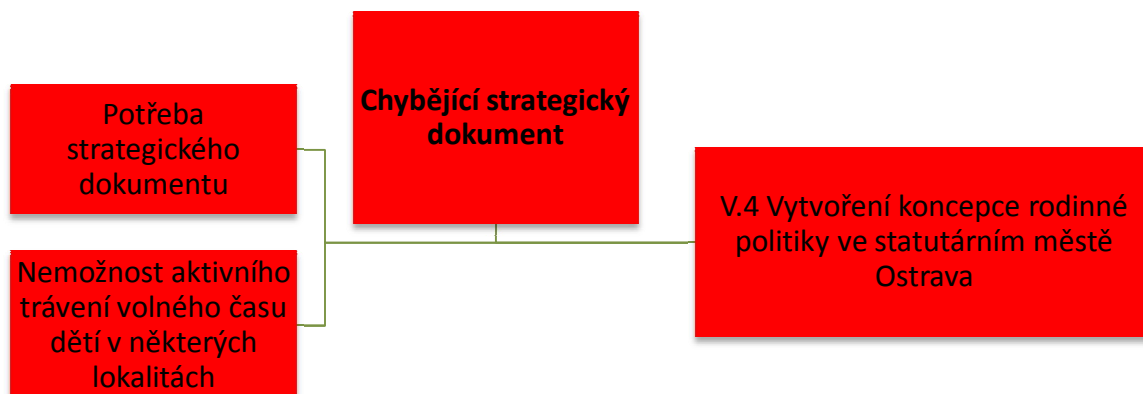 Chybějící strategický
dokument
Potřeba
strategického
dokumentu
Nemožnost aktivního
trávení volného času
dětí v některých
lokalitách
V.4 Vytvoření koncepce rodinné
politiky ve statutárním městě
Ostrava